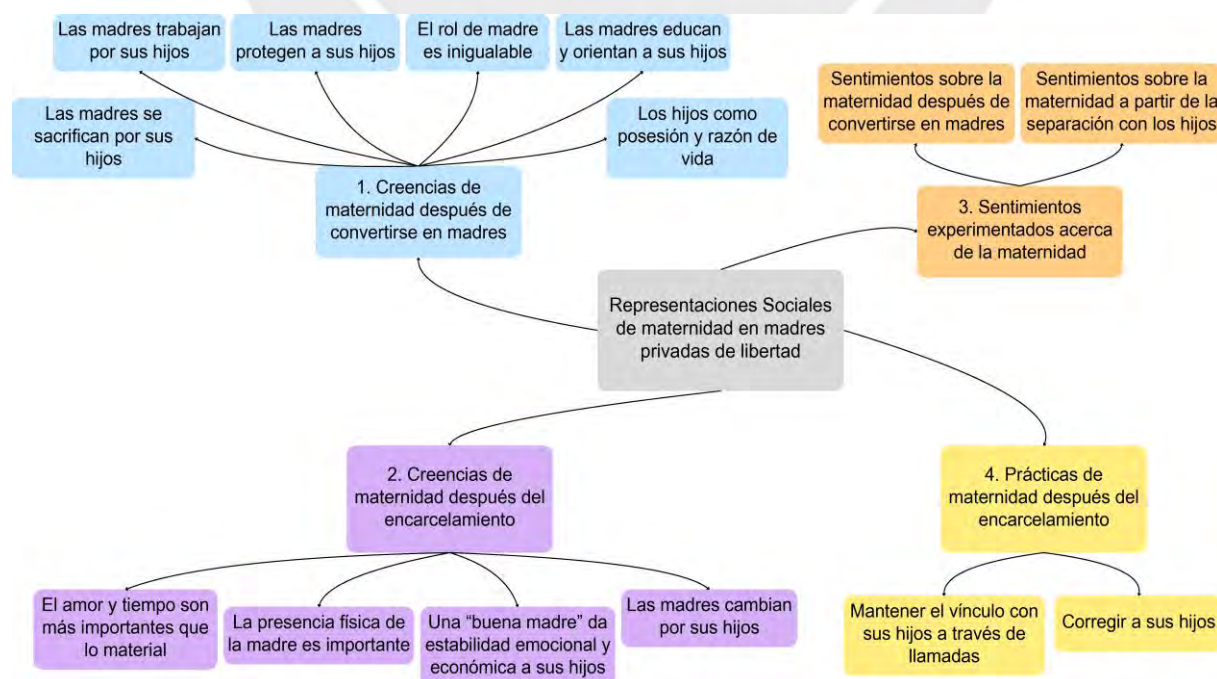 Las madres trabajan
por sus hijos
Las madres
protegen a sus hijos
El rol de madre
es inigualable
Las madres educan
y orientan a sus hijos
Las madres se
sacrifican por sus
hijos
Los hijos como
posesión y razón de
vida
1. Creencias de
maternidad después de
convertirse en madres
Sentimientos sobre la
maternidad después de
convertirse en madres
Sentimientos sobre la
maternidad a partir de la
separación con los hijos
3. Sentimientos
experimentados acerca
de la maternidad
Representaciones Sociales
de maternidad en madres
privadas de libertad
2. Creencias de
maternidad después del
encarcelamiento
El amor y tiempo son
más importantes que
lo material
La presencia física de
la madre es importante
Una “buena madre” da
estabilidad emocional y
económica a sus hijos
Las madres cambian
por sus hijos
4. Prácticas de
maternidad después del
encarcelamiento
Mantener el vínculo con
sus hijos a través de
llamadas
Corregir a sus hijos